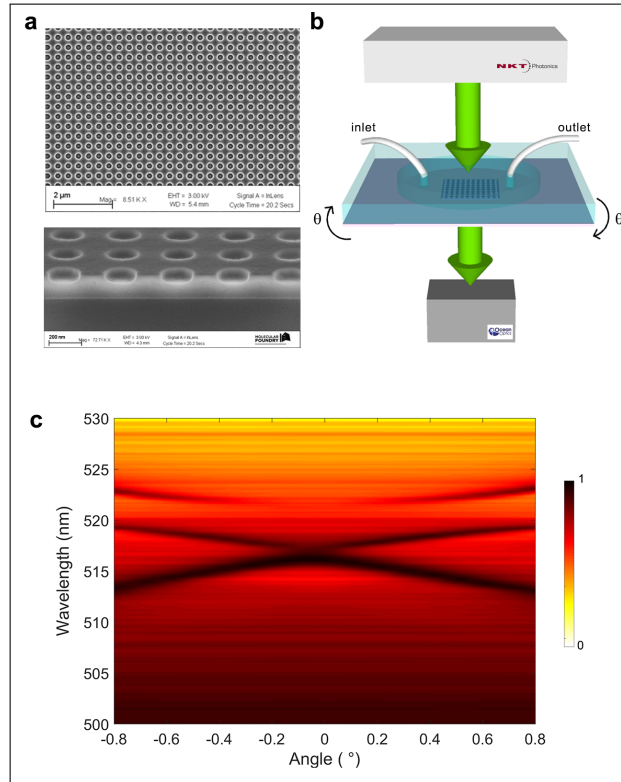 a
2 µm
Mag = 8.51 K X
EHT = 3.00 kV
WD = 5.4 mm
Signal A = InLens
Cycle Time = 20.2 Secs
200 nm
Mag = 72.71 K X
EHT = 3.00 kV
WD = 4.9 mm
Signal A = InLens
Cycle Time = 20.2 Secs
MOLECULAR
FOUNDRY
b
NKT Photonics
inlet
outlet
θ
θ
Ocean
Optics
c
Wavelength (nm)
530
525
520
515
510
505
500
-0.8
-0.6
-0.4
-0.2
0
0.2
0.4
0.6
0.8
Angle ( °)
1
0